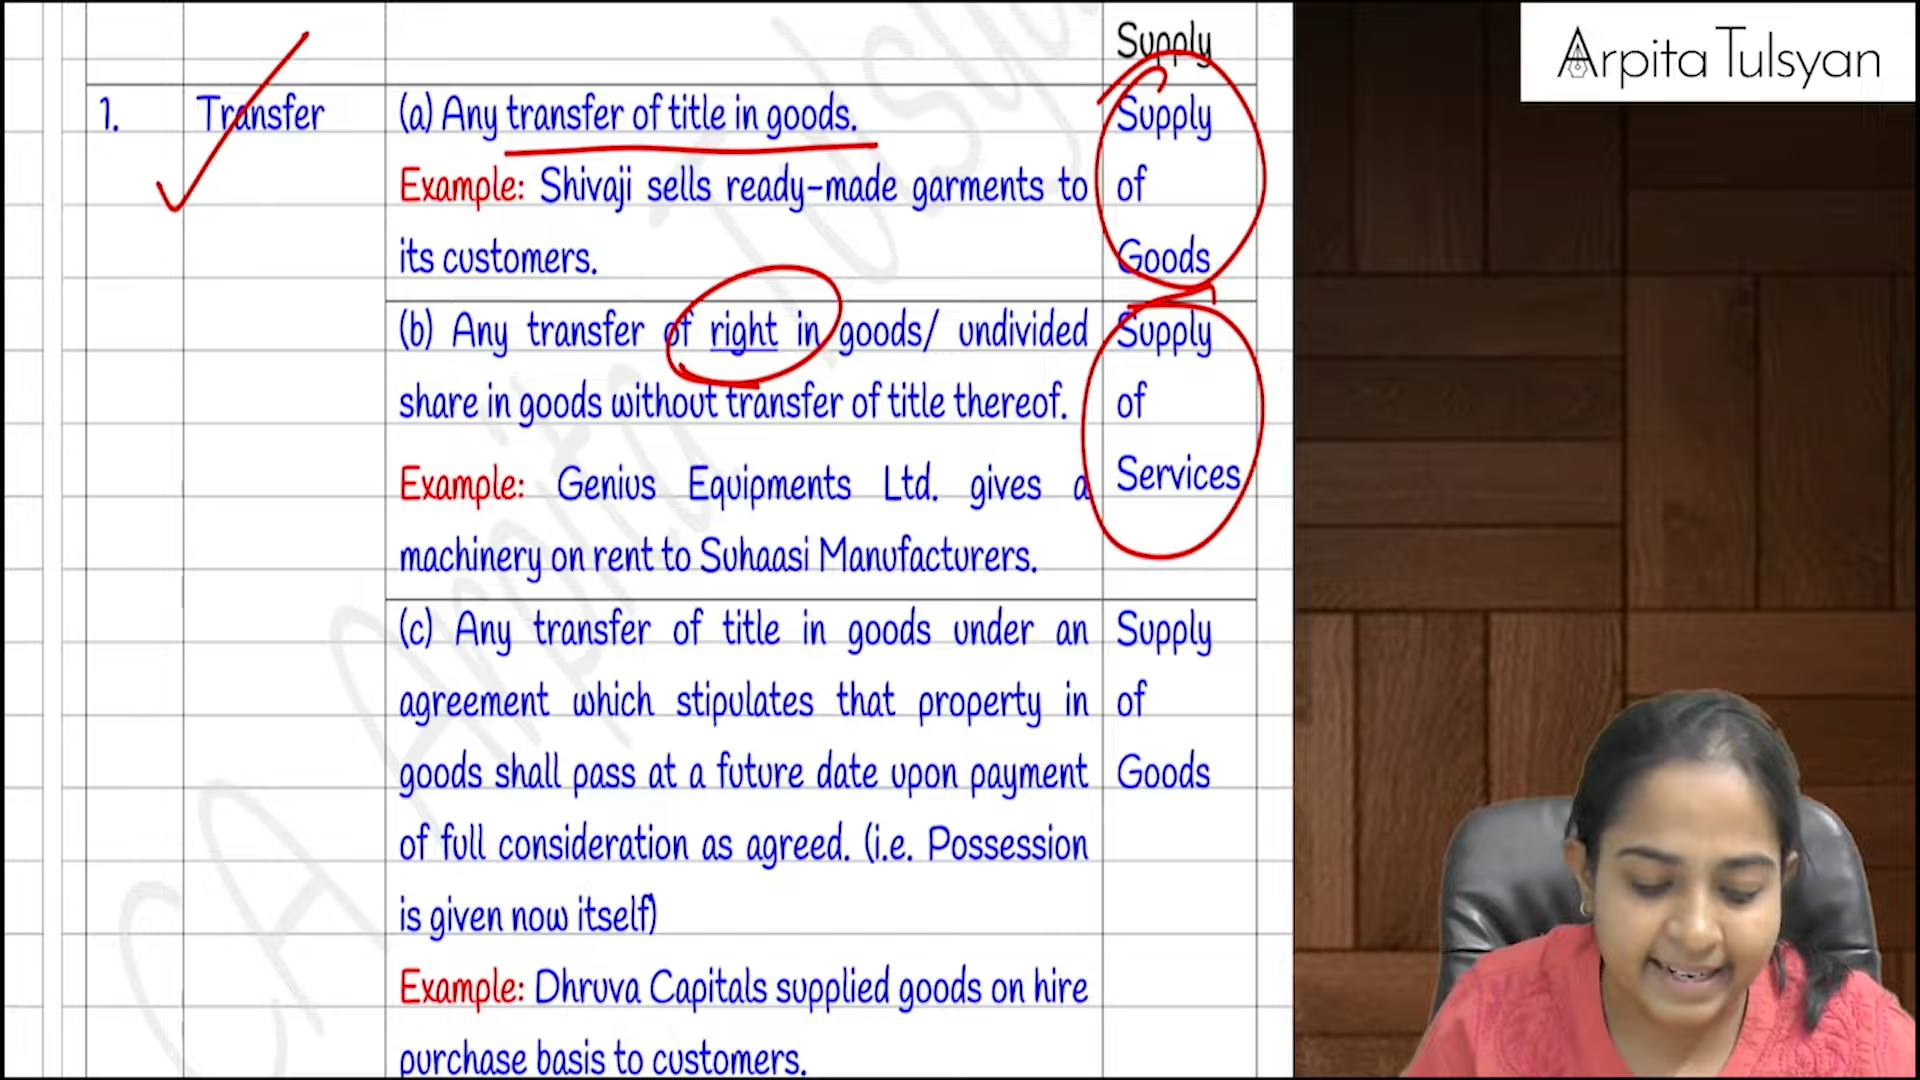 Arpita Tulsyan
Supply
1. Transfer (a) Any transfer of title in goods. Supply
Example: Shivaji sells ready-made garments to of
its customers. Goods
(b) Any transfer of right in goods/ undivided Supply
share in goods without transfer of title thereof. of
Example: Genius Equipments Ltd. gives a Services
machinery on rent to Suhaasi Manufacturers.
(c) Any transfer of title in goods under an Supply
agreement which stipulates that property in of
goods shall pass at a future date upon payment Goods
of full consideration as agreed. (i.e. Possession
is given now itself)
Example: Dhruva Capitals supplied goods on hire
purchase basis to customers.
CA Arpita Tulsyan